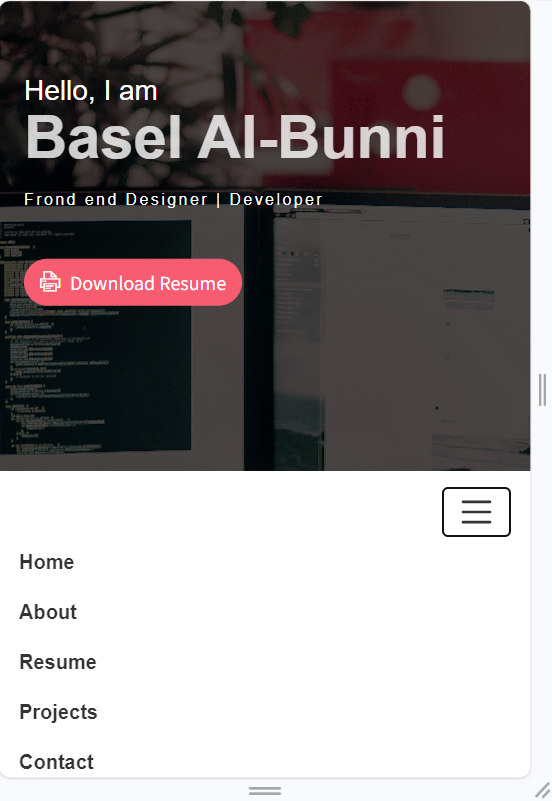 Hello, I am
Basel Al-Bunni
Frond end Designer | Developer
Download Resume
Home
About
Resume
Projects
Contact